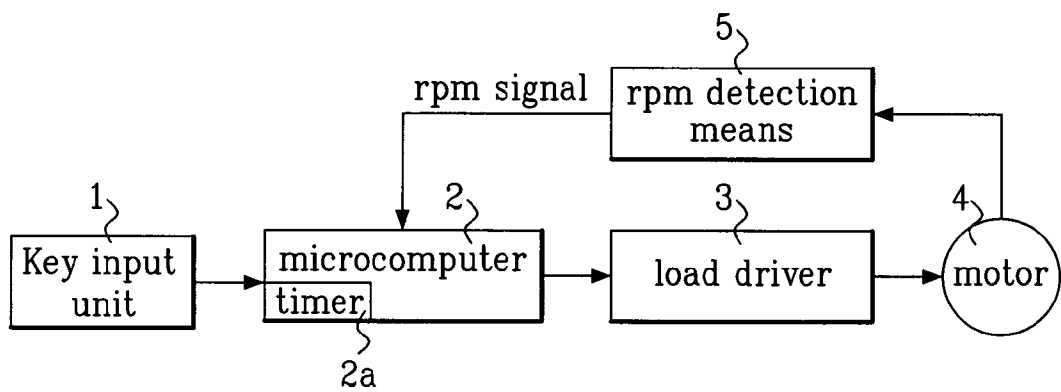 5
rpm signal
rpm detection
means
1
2
3
4
Key input
unit
microcomputer
timer
load driver
motor
2a